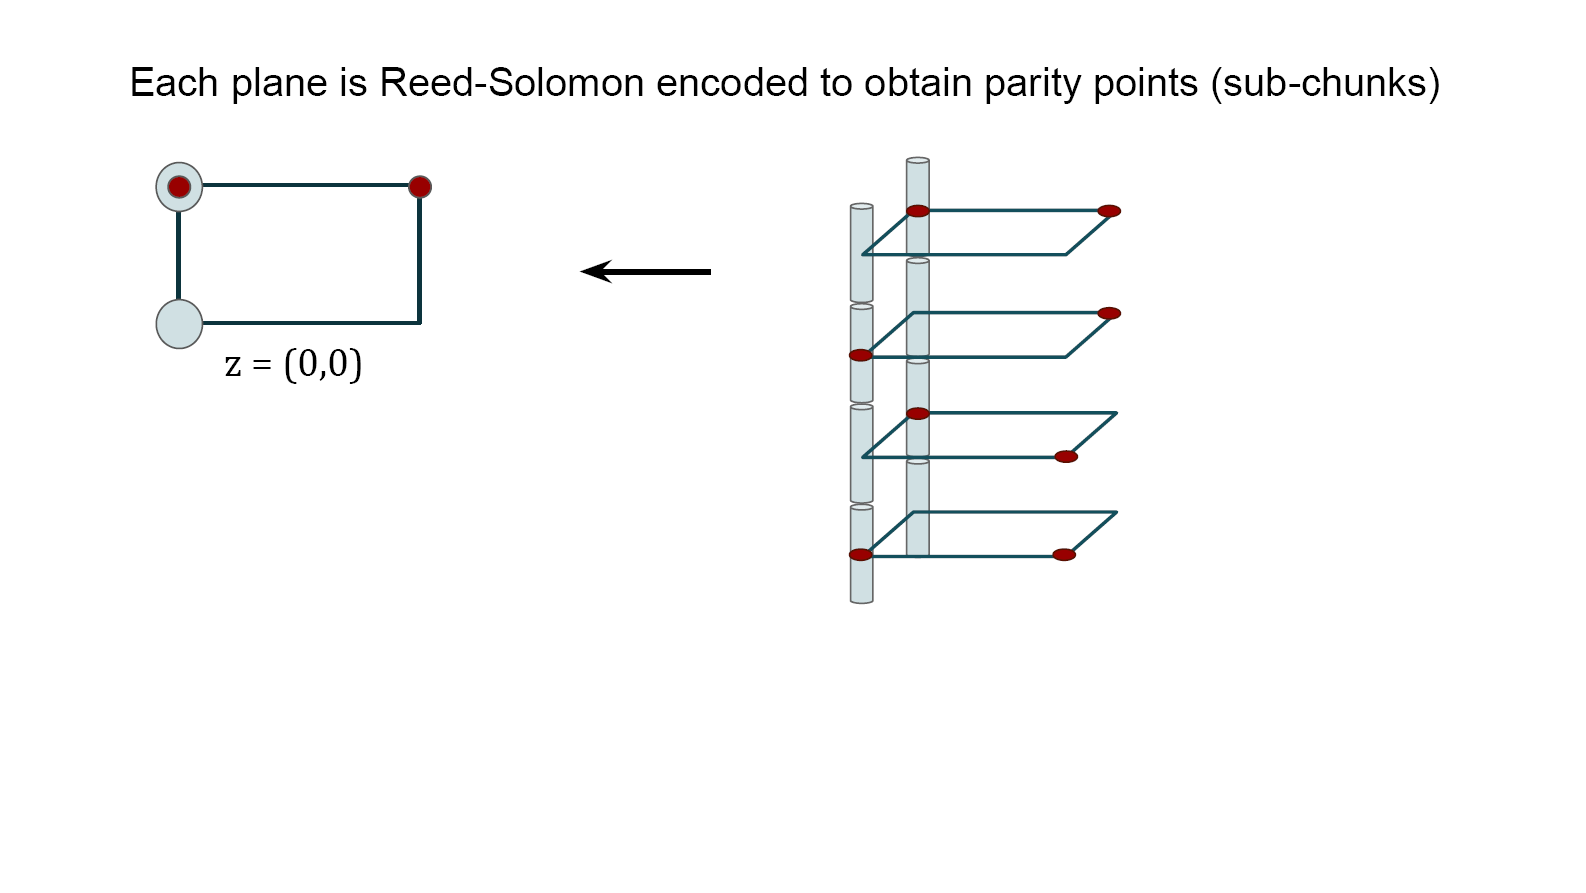 Each plane is Reed-Solomon encoded to obtain parity points (sub-chunks)
z = (0,0)